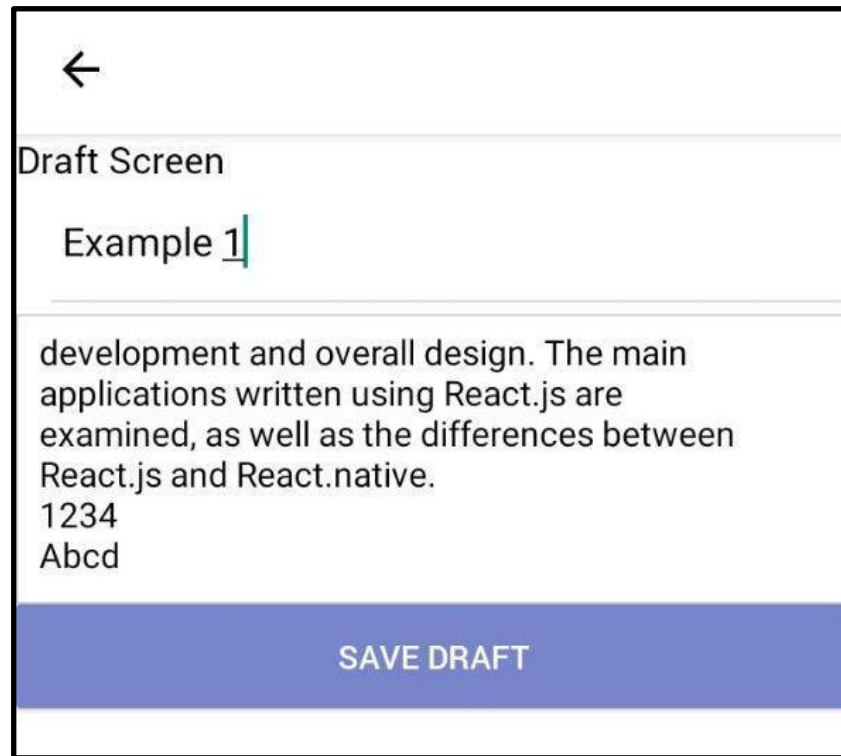 Draft Screen
Example 1
development and overall design. The main
applications written using React.js are
examined, as well as the differences between
React.js and React.native.
1234
Abcd
SAVE DRAFT